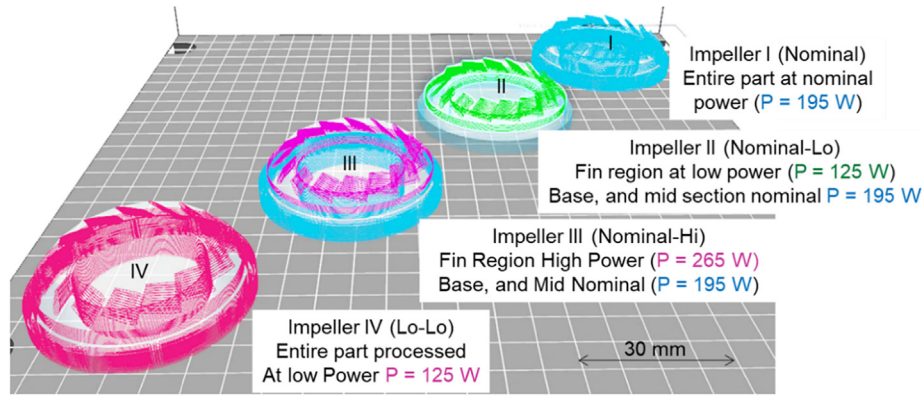 I
Impeller I (Nominal)
Entire part at nominal
power (P = 195 W)
II
Impeller II (Nominal-Lo)
Fin region at low power (P = 125 W)
Base, and mid section nominal P = 195 W
III
Impeller III (Nominal-Hi)
Fin Region High Power (P = 265 W)
Base, and Mid Nominal (P = 195 W)
IV
Impeller IV (Lo-Lo)
Entire part processed
At low Power P = 125 W
30 mm